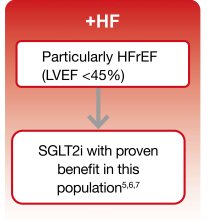 +HF
Particularly HFrEF
(LVEF <45%)
SGLT2i with proven
benefit in this
population5,6,7